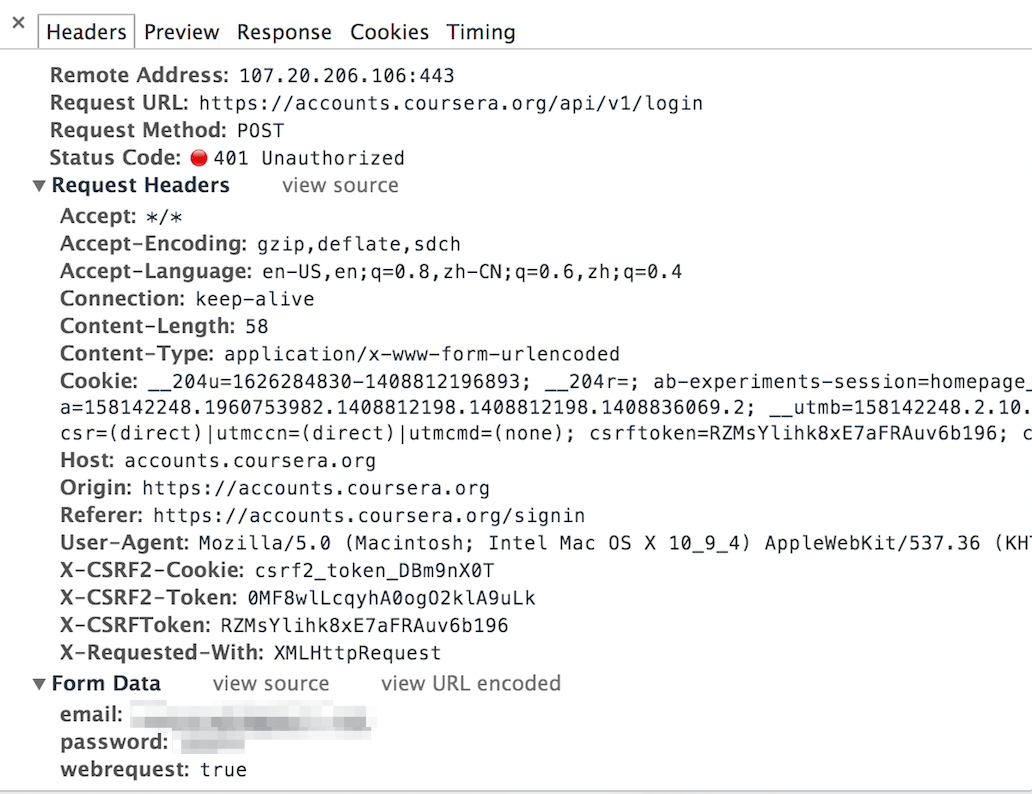 × Headers Preview Response Cookies Timing
Remote Address: 107.20.206.106:443
Request URL: https://accounts.coursera.org/api/v1/login
Request Method: POST
Status Code: 401 Unauthorized
▼Request Headers view source
Accept: */*
Accept-Encoding: gzip,deflate,sdch
Accept-Language: en-US,en;q=0.8,zh-CN;q=0.6,zh;q=0.4
Connection: keep-alive
Content-Length: 58
Content-Type: application/x-www-form-urlencoded
Cookie: __204u=1626284830-1408812196893; __204r=; ab-experiments-session=homepage_
a=158142248.1960753982.1408812198.1408812198.1408836069.2; __utmb=158142248.2.10.
csr=(direct)|utmccn=(direct)|utmcmd=(none); csrftoken=RZMsYlihk8xE7aFRAuv6b196; c
Host: accounts.coursera.org
Origin: https://accounts.coursera.org
Referer: https://accounts.coursera.org/signin
User-Agent: Mozilla/5.0 (Macintosh; Intel Mac OS X 10_9_4) AppleWebKit/537.36 (KHT
X-CSRF2-Cookie: csrf2_token_DBm9nX0T
X-CSRF2-Token: 0MF8wlLcqyhA0ogO2klA9uLk
X-CSRFToken: RZMsYlihk8xE7aFRAuv6b196
X-Requested-With: XMLHttpRequest
▼Form Data view source view URL encoded
email:
password:
webrequest: true